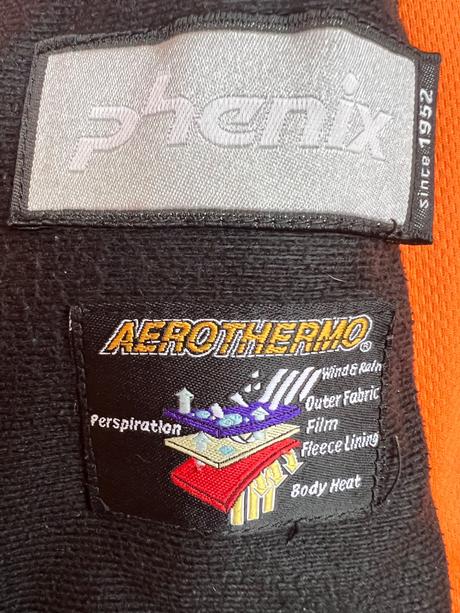 phenix
since 1952
AEROTHERMO®
Wind & Rain
Outer Fabric
Perspiration
Film
Fleece Lining
Body Heat